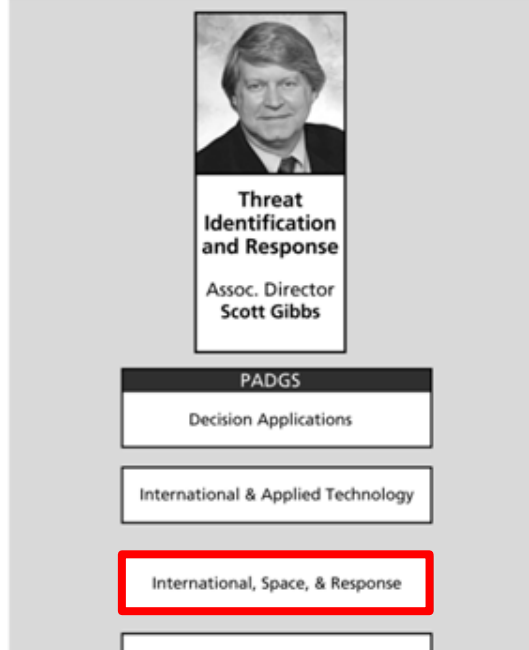 Threat
Identification
and Response
Assoc. Director
Scott Gibbs
PADGS
Decision Applications
International & Applied Technology
International, Space, & Response